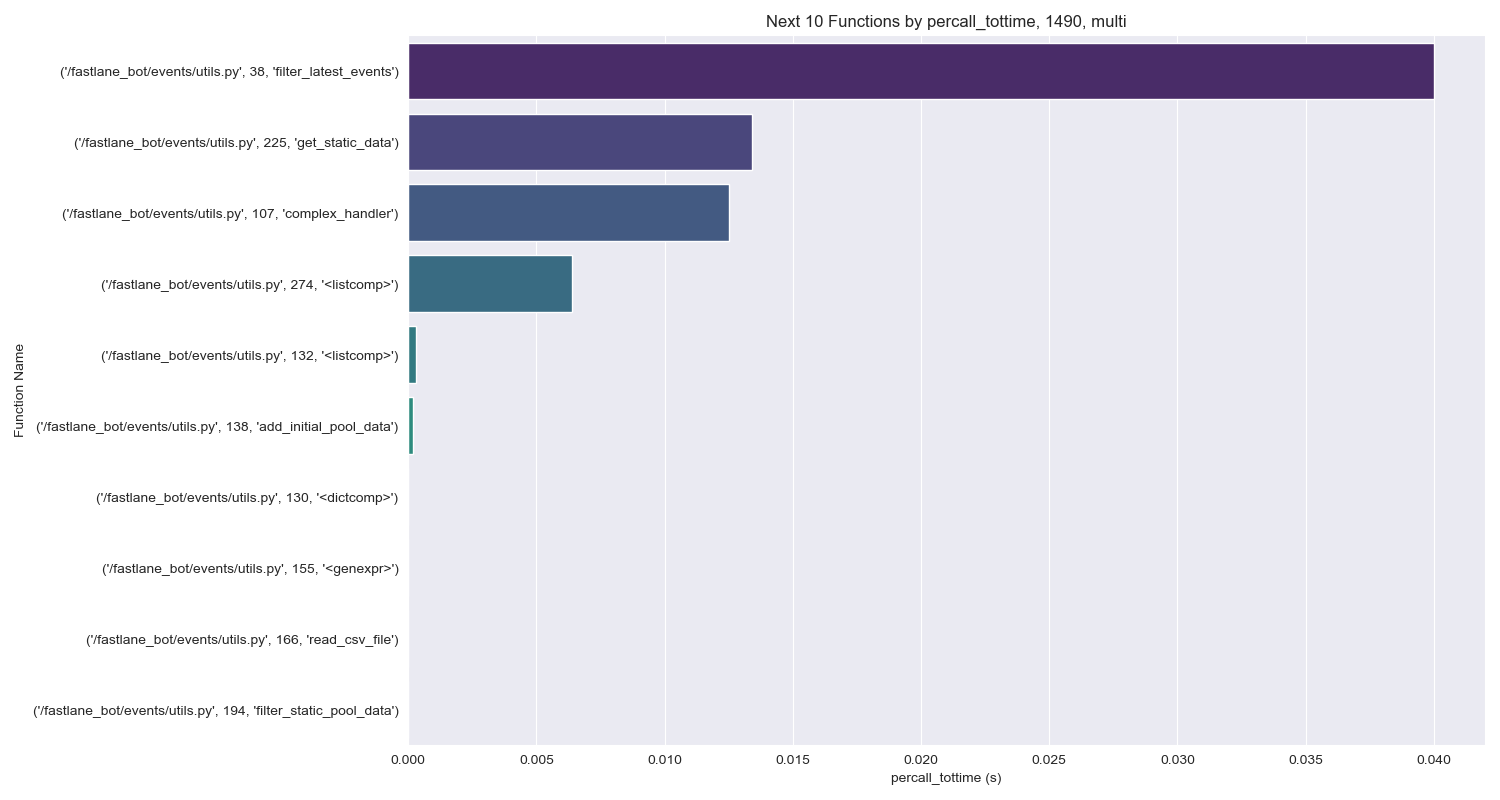 Next 10 Functions by percall_tottime, 1490, multi
('/fastlane_bot/events/utils.py', 38, 'filter_latest_events')
('/fastlane_bot/events/utils.py', 225, 'get_static_data')
('/fastlane_bot/events/utils.py', 107, 'complex_handler')
('/fastlane_bot/events/utils.py', 274, '<listcomp>')
('/fastlane_bot/events/utils.py', 132, '<listcomp>')
('/fastlane_bot/events/utils.py', 138, 'add_initial_pool_data')
('/fastlane_bot/events/utils.py', 130, '<dictcomp>')
('/fastlane_bot/events/utils.py', 155, '<genexpr>')
('/fastlane_bot/events/utils.py', 166, 'read_csv_file')
('/fastlane_bot/events/utils.py', 194, 'filter_static_pool_data')
Function Name
0.000 0.005 0.010 0.015 0.020 0.025 0.030 0.035 0.040
percall_tottime (s)